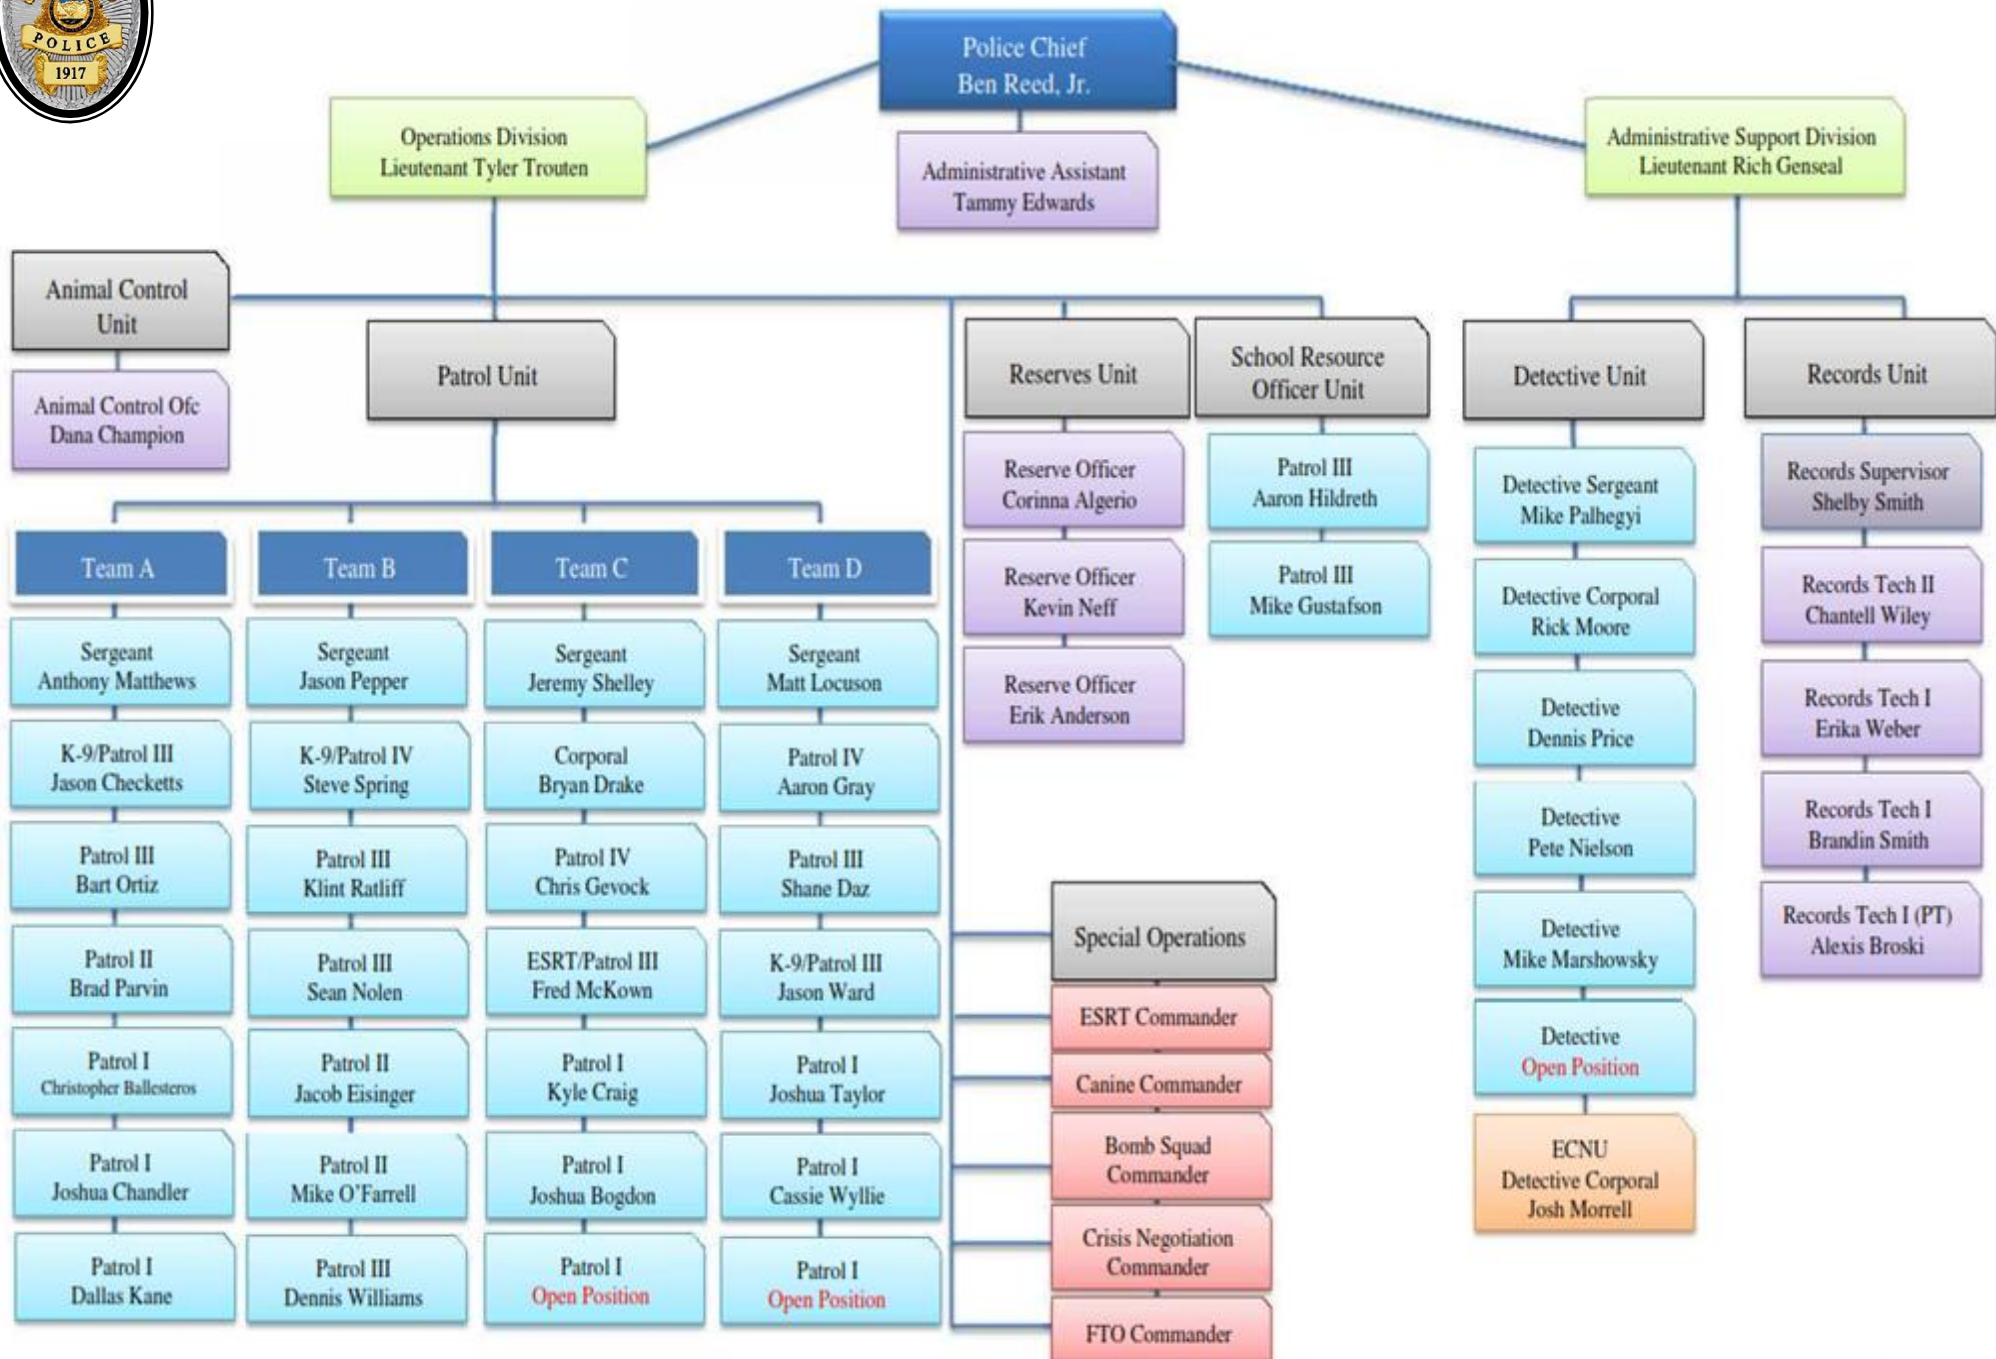 POLICE
1917
Police Chief
Ben Reed, Jr.
Operations Division
Lieutenant Tyler Trouten
Administrative Assistant
Tammy Edwards
Administrative Support Division
Lieutenant Rich Genseal
Animal Control
Unit
Animal Control Ofc
Dana Champion
Patrol Unit
Team A
Sergeant
Anthony Matthews
K-9/Patrol III
Jason Checketts
Patrol III
Bart Ortiz
Patrol II
Brad Parvin
Patrol I
Christopher Ballesteros
Patrol I
Joshua Chandler
Patrol I
Dallas Kane
Team B
Sergeant
Jason Pepper
K-9/Patrol IV
Steve Spring
Patrol III
Klint Ratliff
Patrol III
Sean Nolen
Patrol II
Jacob Eisinger
Patrol II
Mike O'Farrell
Patrol III
Dennis Williams
Team C
Sergeant
Jeremy Shelley
Corporal
Bryan Drake
Patrol IV
Chris Gevock
ESRT/Patrol III
Fred McKown
Patrol I
Kyle Craig
Patrol I
Joshua Bogdon
Patrol I
Open Position
Team D
Sergeant
Matt Locuson
Patrol IV
Aaron Gray
Patrol III
Shane Daz
K-9/Patrol III
Jason Ward
Patrol I
Joshua Taylor
Patrol I
Cassie Wyllie
Patrol I
Open Position
Reserves Unit
Reserve Officer
Corinna Algerio
Reserve Officer
Kevin Neff
Reserve Officer
Erik Anderson
School Resource
Officer Unit
Patrol III
Aaron Hildreth
Patrol III
Mike Gustafson
Special Operations
ESRT Commander
Canine Commander
Bomb Squad
Commander
Crisis Negotiation
Commander
FTO Commander
Detective Unit
Detective Sergeant
Mike Palhegyi
Detective Corporal
Rick Moore
Detective
Dennis Price
Detective
Pete Nielson
Detective
Mike Marshowsky
Detective
Open Position
ECNU
Detective Corporal
Josh Morrell
Records Unit
Records Supervisor
Shelby Smith
Records Tech II
Chantell Wiley
Records Tech I
Erika Weber
Records Tech I
Brandin Smith
Records Tech I (PT)
Alexis Broski